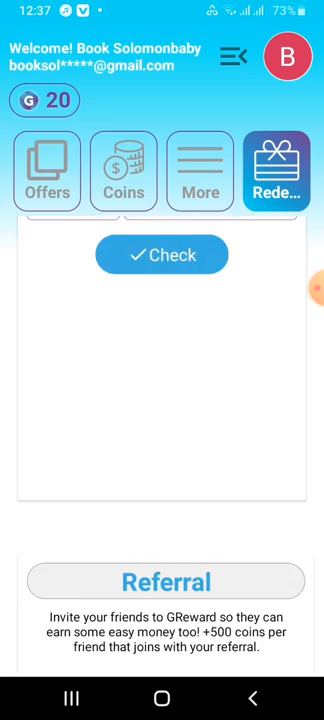 12:37
73%
Welcome! Book Solomonbaby
booksol*****@gmail.com
B
G 20
Offers
Coins
More
Rede...
Check
Referral
Invite your friends to GReward so they can
earn some easy money too! +500 coins per
friend that joins with your referral.